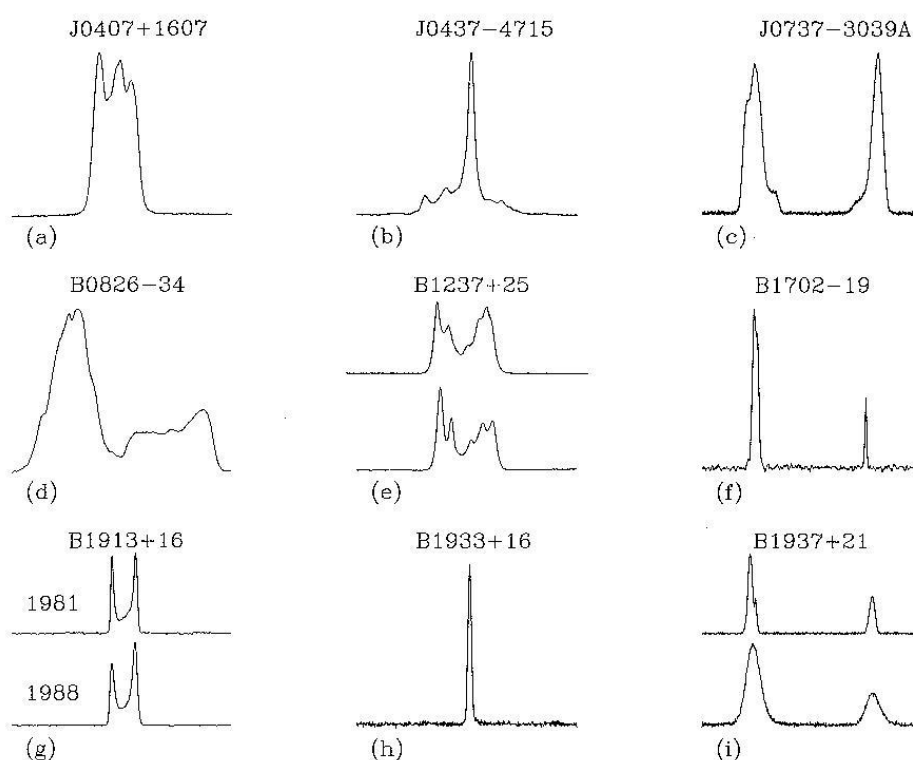 J0407+1607 J0437−4715 J0737−3039A
(a) (b) (c)
B0826−34 B1237+25 B1702−19
(d) (e) (f)
B1913+16 B1933+16 B1937+21
1981
1988
(g) (h) (i)